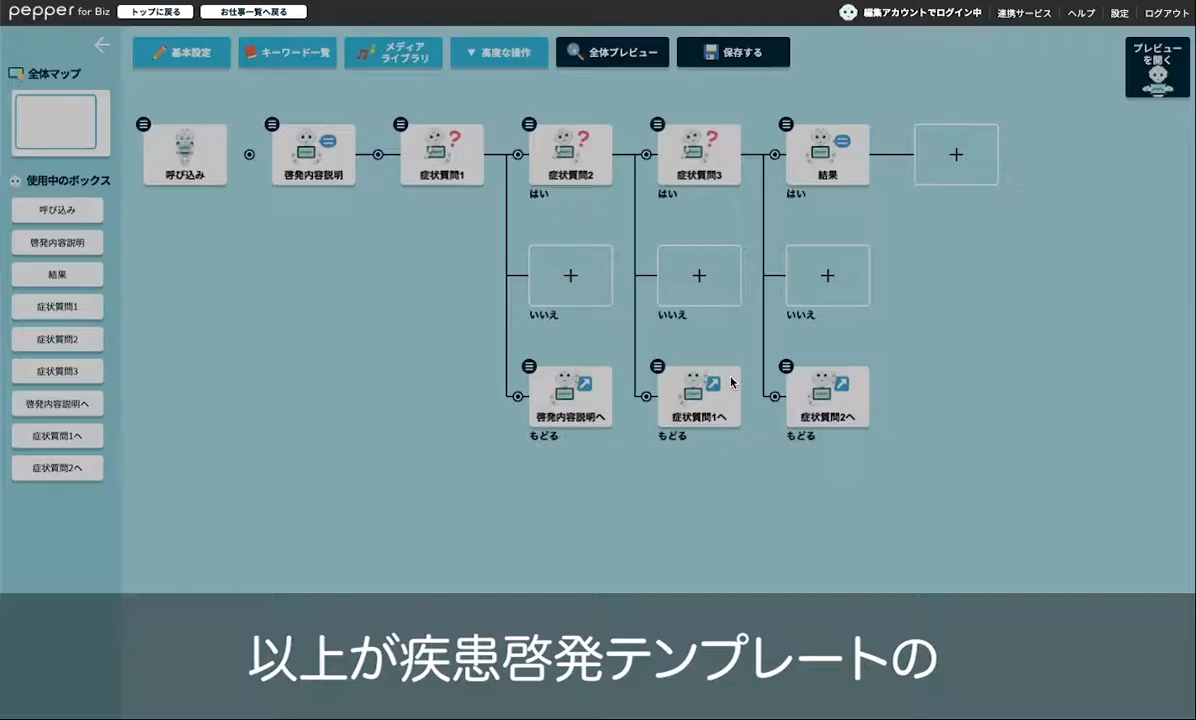 pepper for Biz
トップに戻る
お仕事一覧へ戻る
編集アカウントでログイン中
連携サービス
ヘルプ
設定
ログアウト
基本設定
キーワード一覧
メディア
ライブラリ
▼ 高度な操作
全体プレビュー
保存する
プレビュー
を開く
全体マップ
使用中のボックス
呼び込み
啓発内容説明
結果
症状質問1
症状質問2
症状質問3
啓発内容説明へ
症状質問1へ
症状質問2へ
呼び込み
啓発内容説明
症状質問1
症状質問2
症状質問3
結果
はい
はい
はい
いいえ
いいえ
いいえ
啓発内容説明へ
症状質問1へ
症状質問2へ
もどる
もどる
もどる
以上が疾患啓発テンプレートの